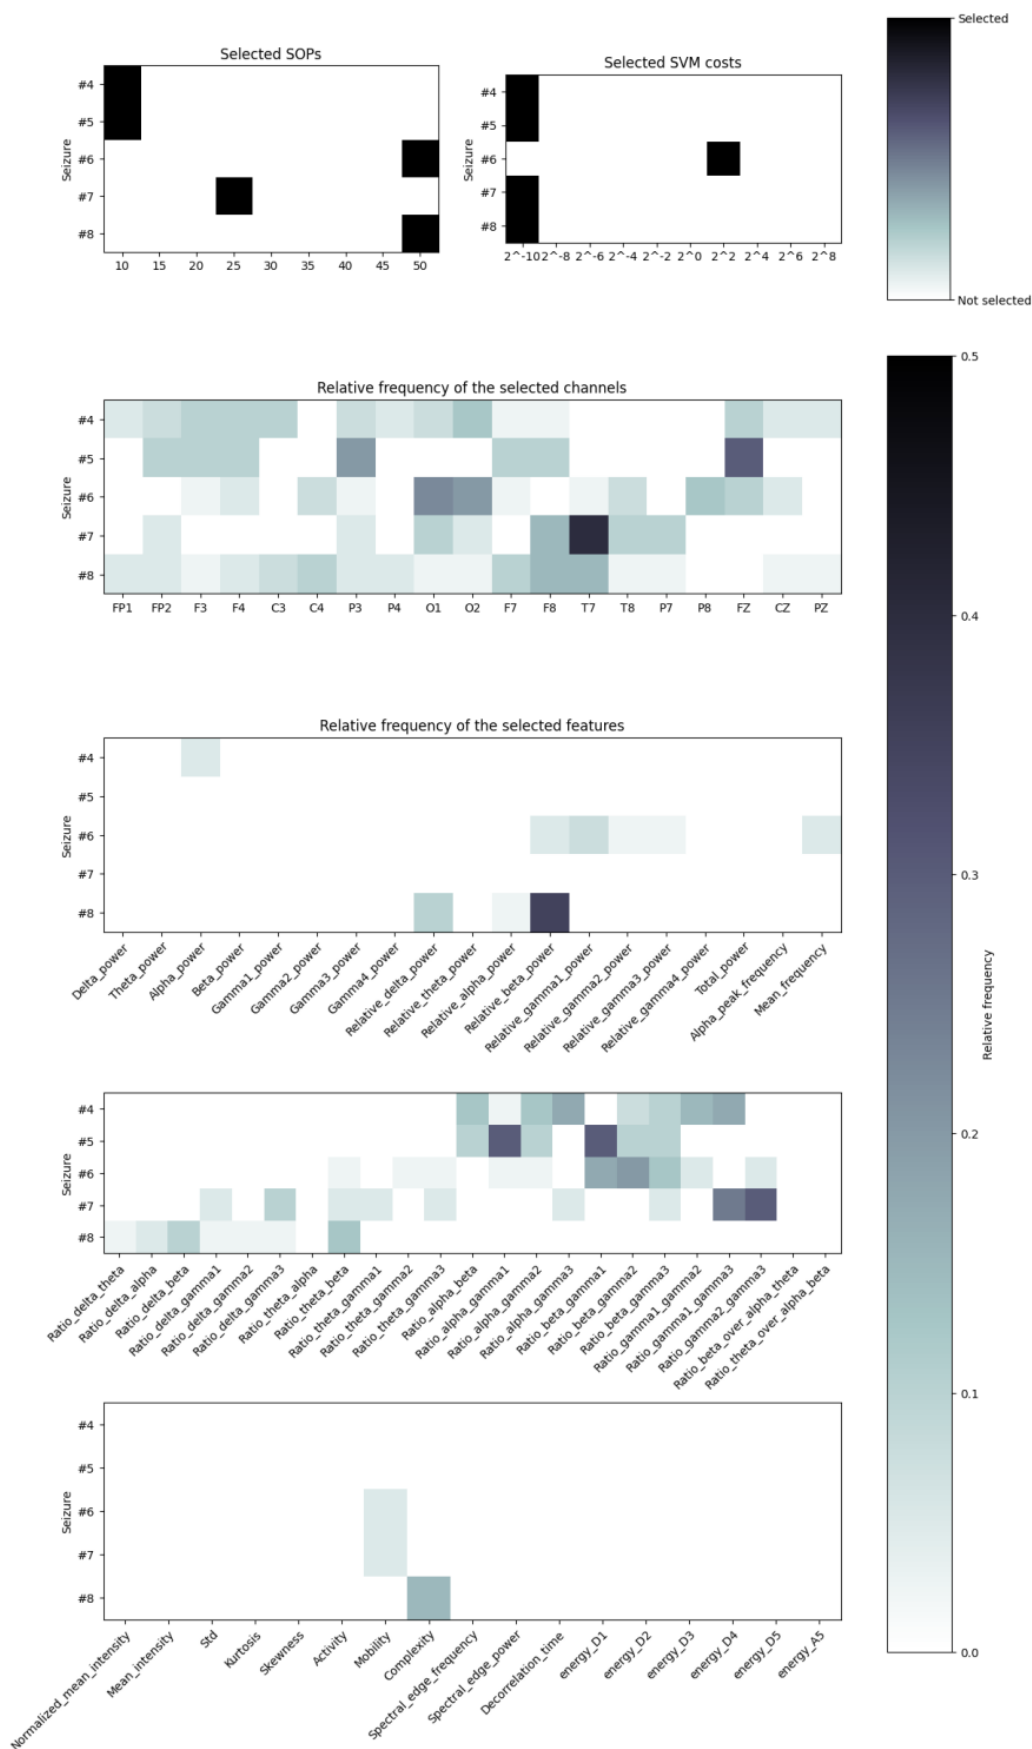 Selected SOPs
Seizure
#4
#5
#6
#7
#8
10 15 20 25 30 35 40 45 50
Selected SVM costs
Seizure
#4
#5
#6
#7
#8
2^-10 2^-8 2^-6 2^-4 2^-2 2^0 2^2 2^4 2^6 2^8
Selected
Not selected
Relative frequency of the selected channels
Seizure
#4
#5
#6
#7
#8
FP1 FP2 F3 F4 C3 C4 P3 P4 O1 O2 F7 F8 T7 T8 P7 P8 FZ CZ PZ
Relative frequency of the selected features
Seizure
#4
#5
#6
#7
#8
Delta_power
Theta_power
Alpha_power
Beta_power
Gamma1_power
Gamma2_power
Gamma3_power
Gamma4_power
Relative_delta_power
Relative_theta_power
Relative_alpha_power
Relative_beta_power
Relative_gamma1_power
Relative_gamma2_power
Relative_gamma3_power
Relative_gamma4_power
Total_power
Alpha_peak_frequency
Mean_frequency
Seizure
#4
#5
#6
#7
#8
Ratio_delta_theta
Ratio_delta_alpha
Ratio_delta_beta
Ratio_delta_gamma1
Ratio_delta_gamma2
Ratio_delta_gamma3
Ratio_theta_alpha
Ratio_theta_beta
Ratio_theta_gamma1
Ratio_theta_gamma2
Ratio_theta_gamma3
Ratio_alpha_beta
Ratio_alpha_gamma1
Ratio_alpha_gamma2
Ratio_alpha_gamma3
Ratio_beta_gamma1
Ratio_beta_gamma2
Ratio_beta_gamma3
Ratio_gamma1_gamma2
Ratio_gamma1_gamma3
Ratio_gamma2_gamma3
Ratio_beta_over_alpha_theta
Ratio_theta_over_alpha_beta
Seizure
#4
#5
#6
#7
#8
Normalized_mean_intensity
Mean_intensity
Std
Kurtosis
Skewness
Activity
Mobility
Complexity
Spectral_edge_frequency
Spectral_edge_power
Decorrelation_time
energy_D1
energy_D2
energy_D3
energy_D4
energy_D5
energy_A5
0.5
0.4
0.3
0.2
0.1
0.0
Relative frequency